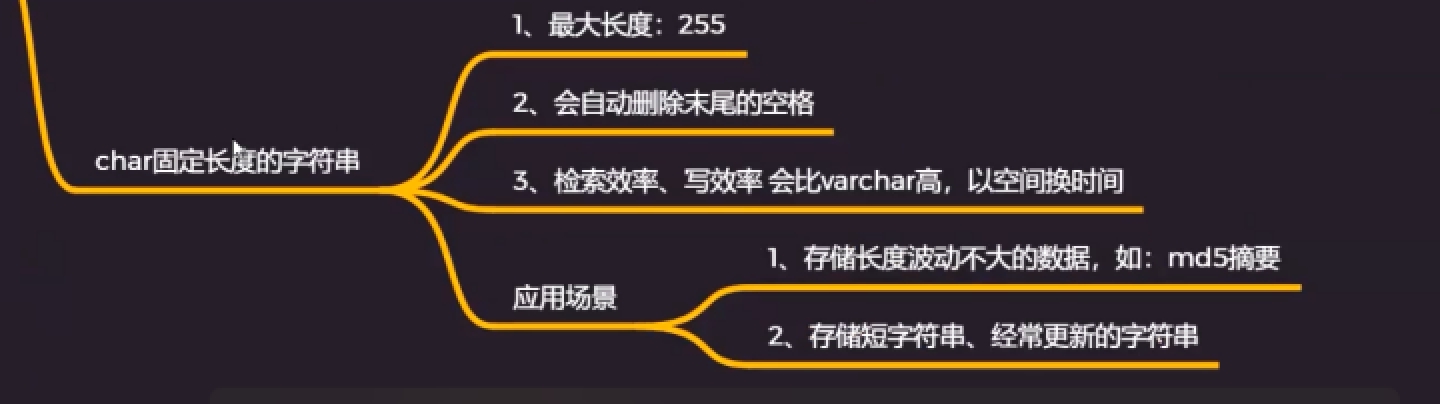 char固定长度的字符串
1、最大长度：255
2、会自动删除末尾的空格
3、检索效率、写效率 会比varchar高，以空间换时间
应用场景
1、存储长度波动不大的数据，如：md5摘要
2、存储短字符串、经常更新的字符串